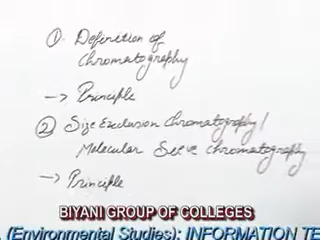 ① Definition of
Chromatography
→ Principle
② Size Exclusion Chromatography/
Molecular Sieve Chromatography
→ Principle
BIYANI GROUP OF COLLEGES
. (Environmental Studies); INFORMATION TE